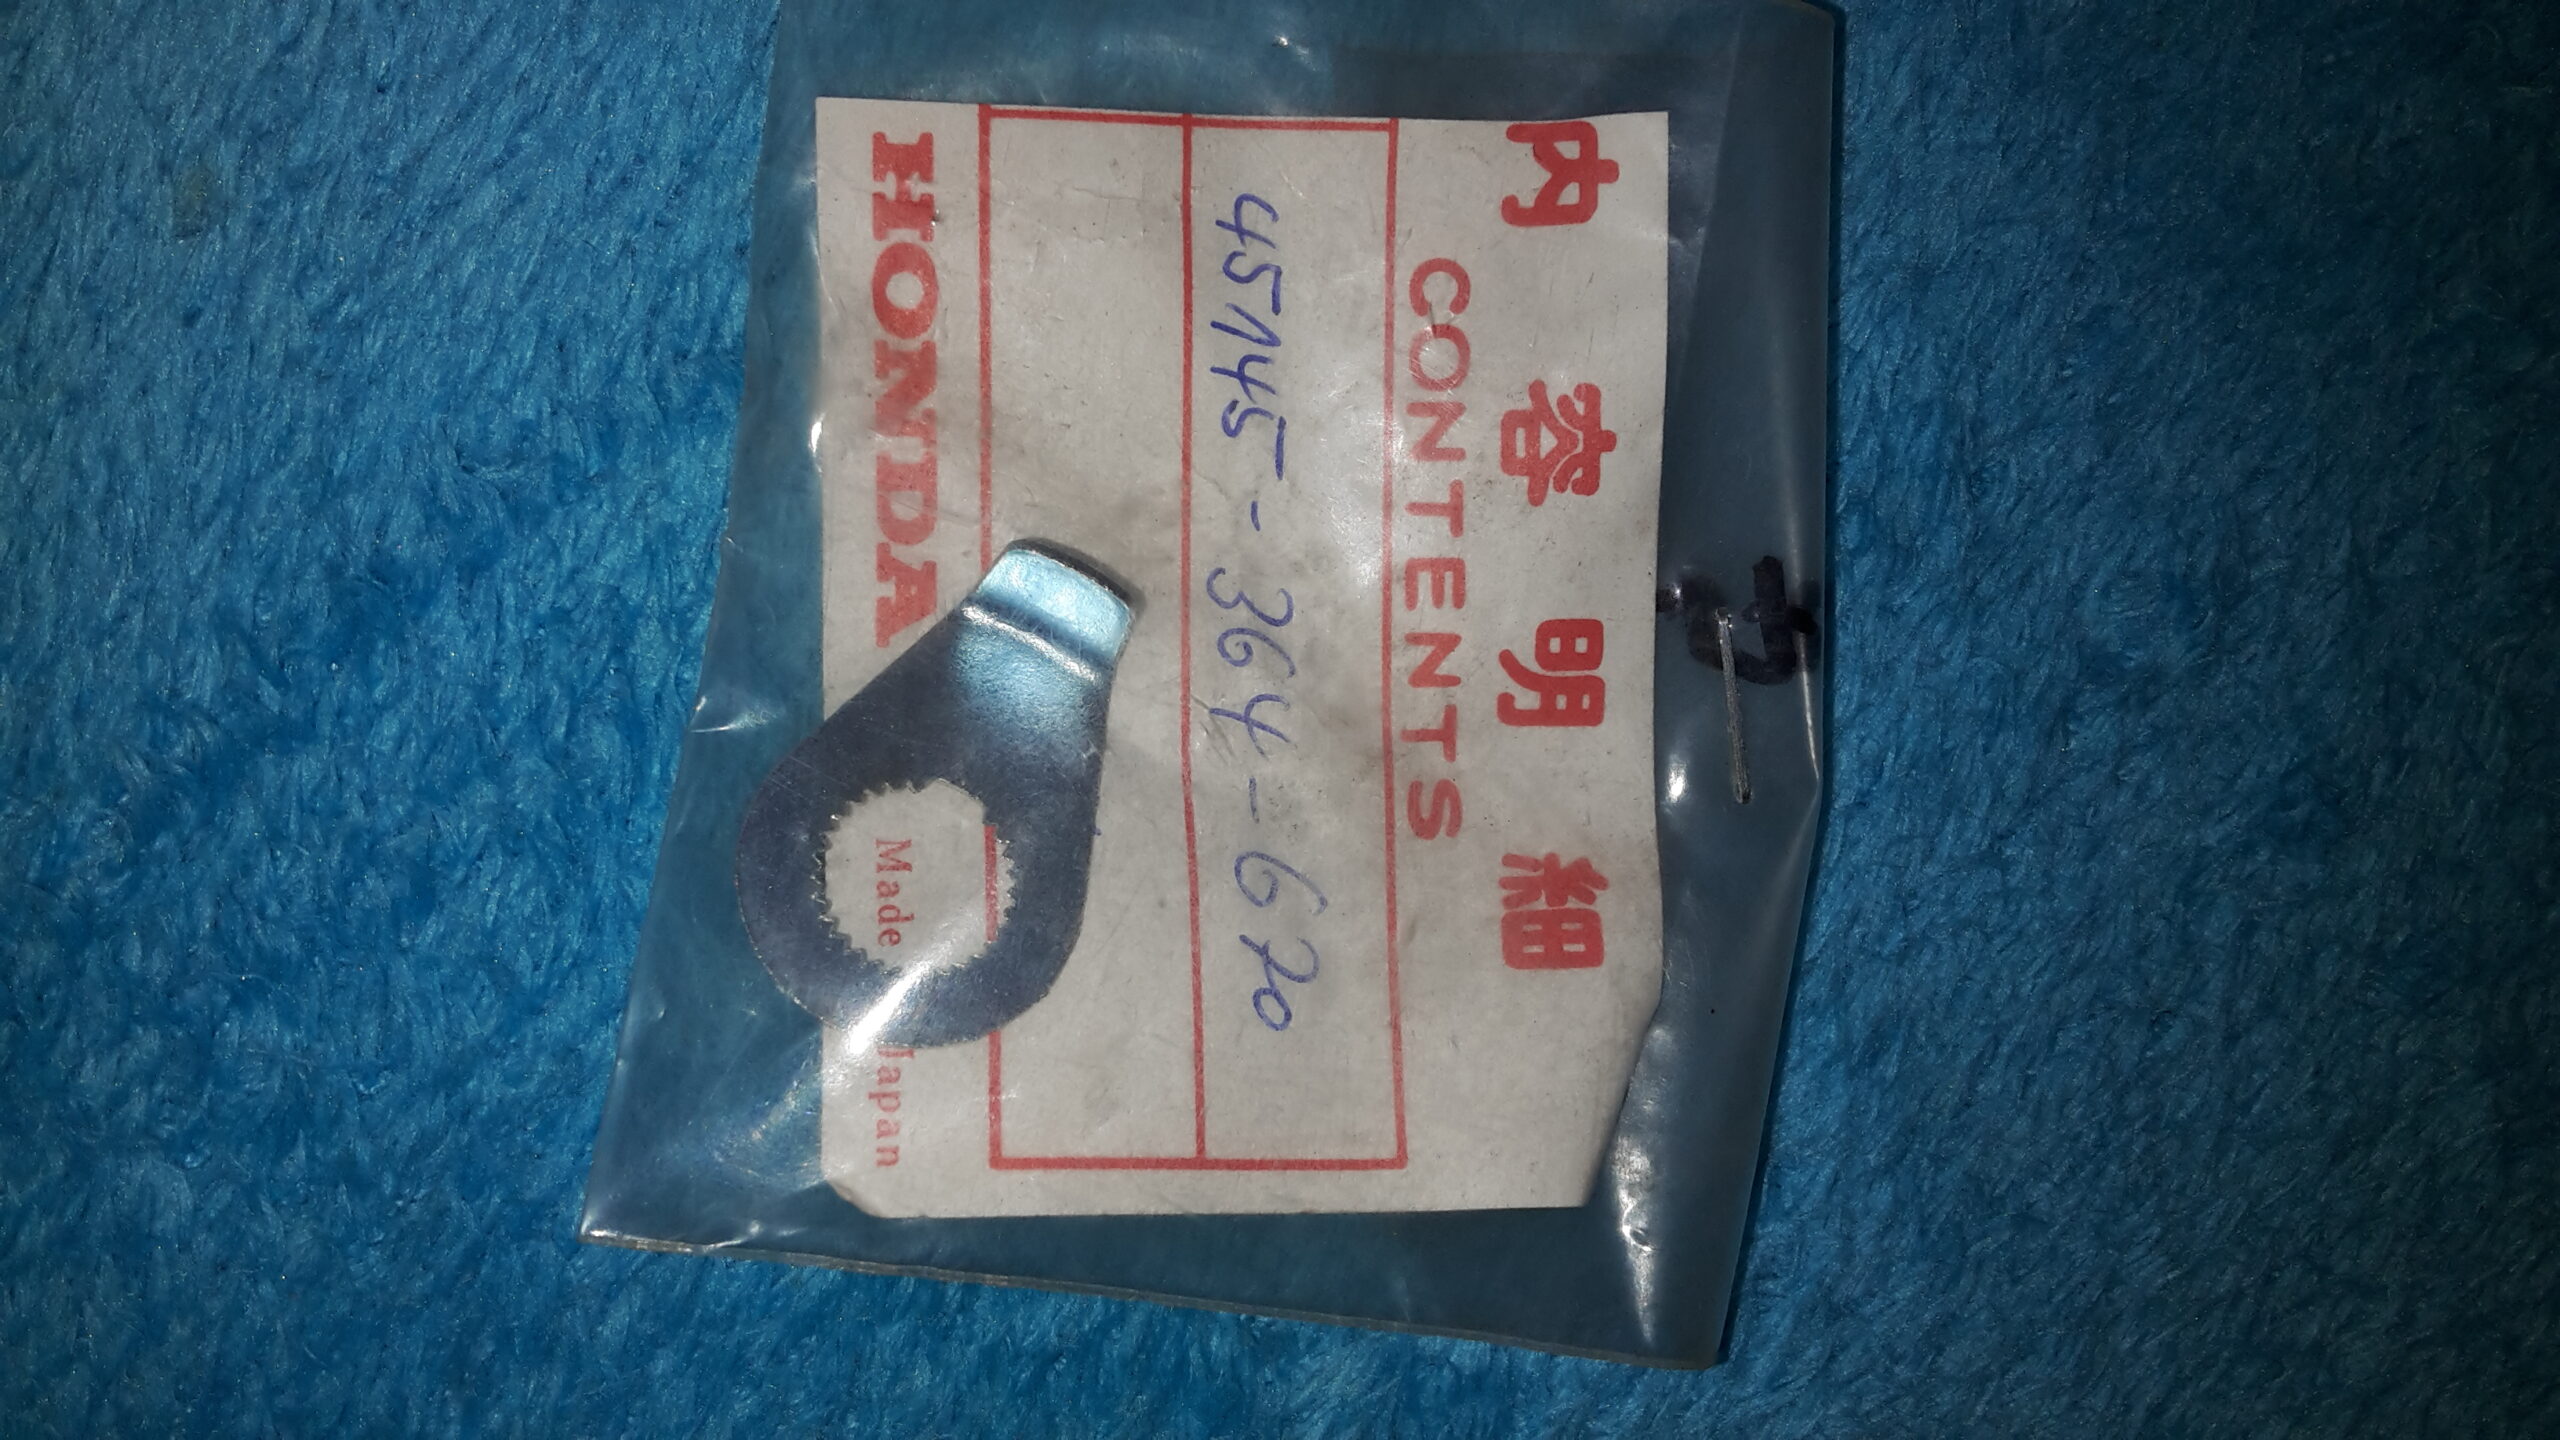 内容明細
CONTENTS
45145-364-670
HONDA Made Japan